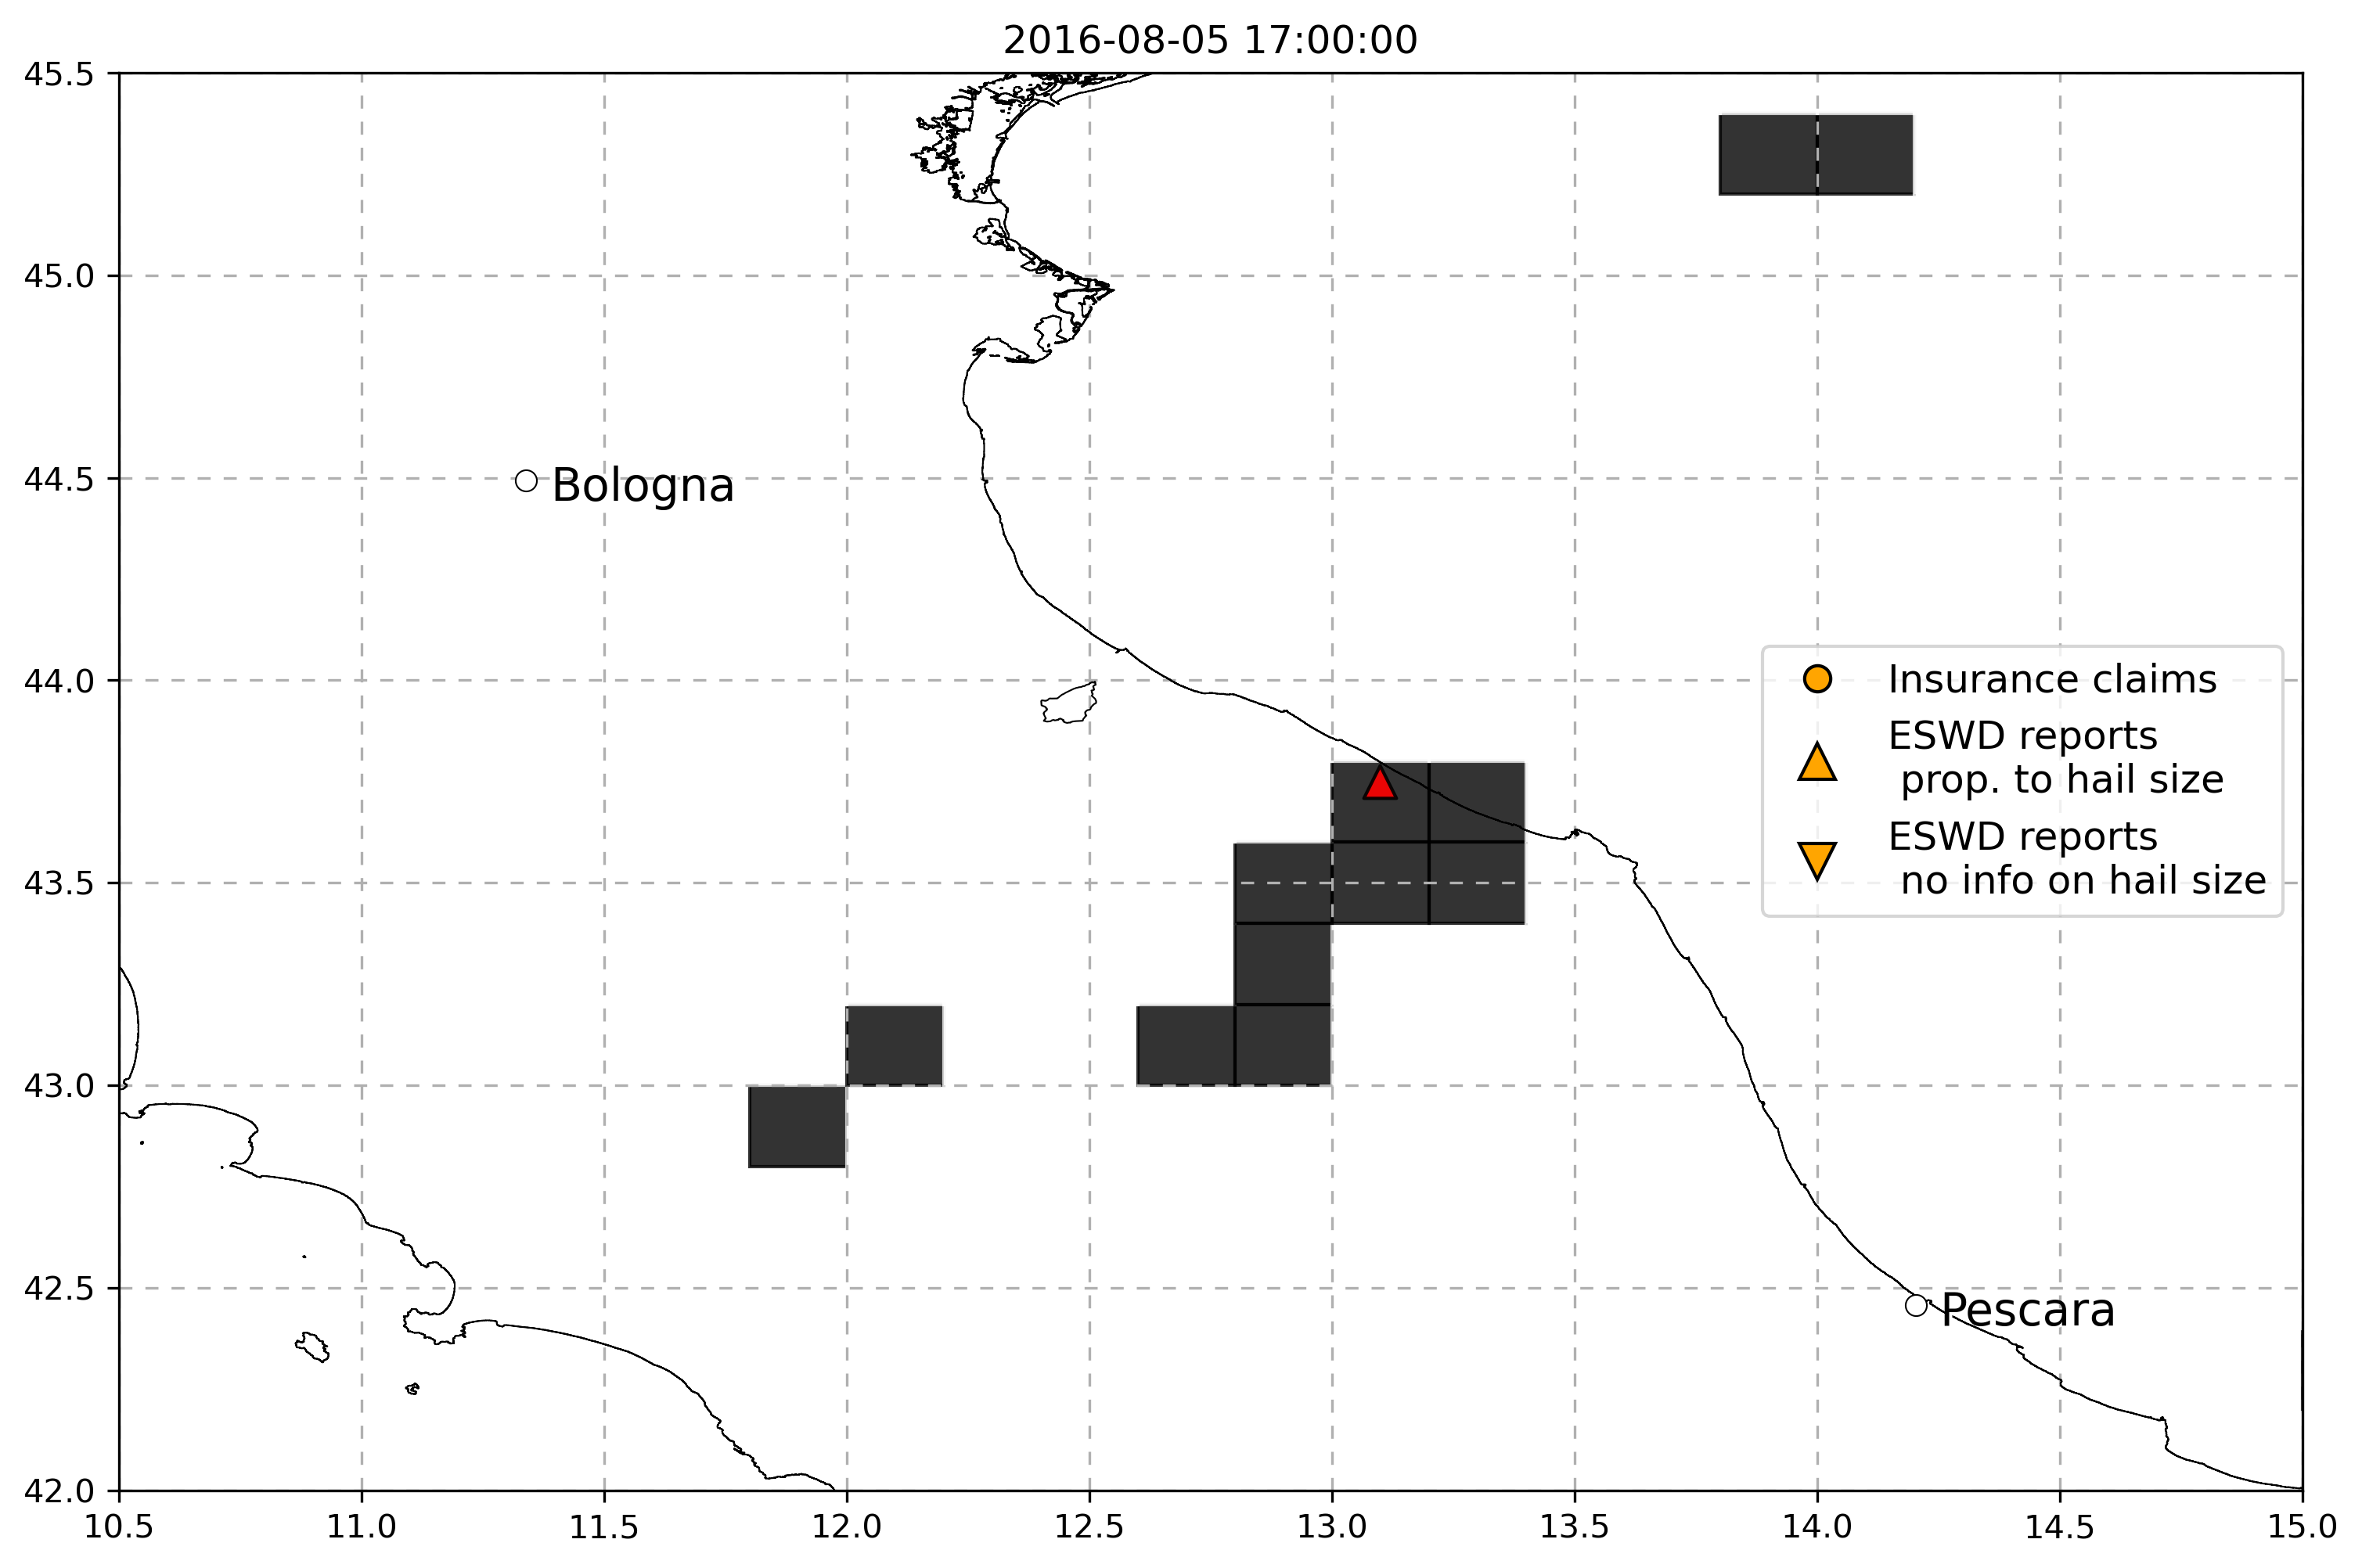 2016-08-05 17:00:00
45.5
45.0
44.5
44.0
43.5
43.0
42.5
42.0
Bologna
Insurance claims
ESWD reports
prop. to hail size
ESWD reports
no info on hail size
Pescara
10.5 11.0 11.5 12.0 12.5 13.0 13.5 14.0 14.5 15.0